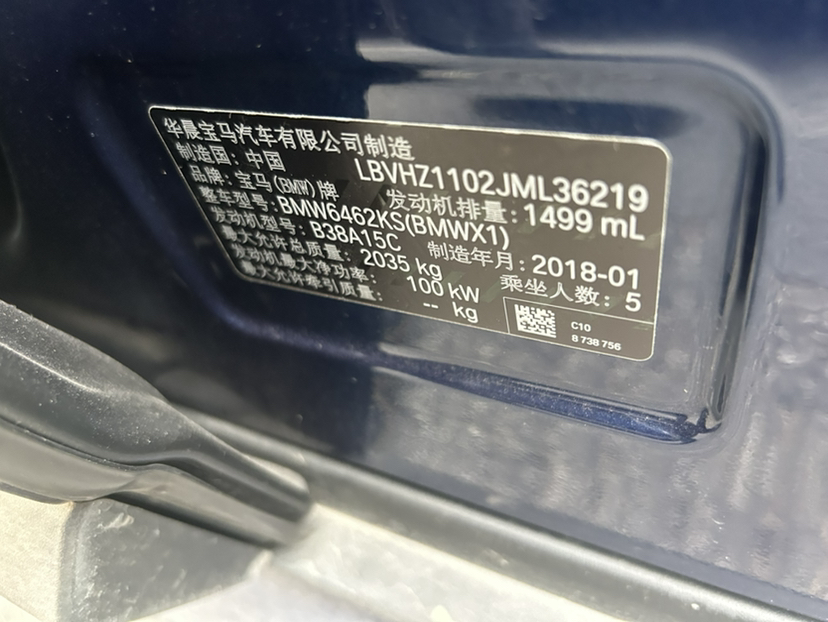 华晨宝马汽车有限公司制造
制造国：中国 LBVHZ1102JML36219
品牌：宝马(BMW)牌 发动机排量：1499 mL
整车型号：BMW6462KS(BMWX1)
发动机型号：B38A15C 制造年月：2018-01
最大允许总质量：2035 kg 乘坐人数：5
发动机最大净功率：100 kW
最大允许牵引质量：-- kg
C10
8 738 756